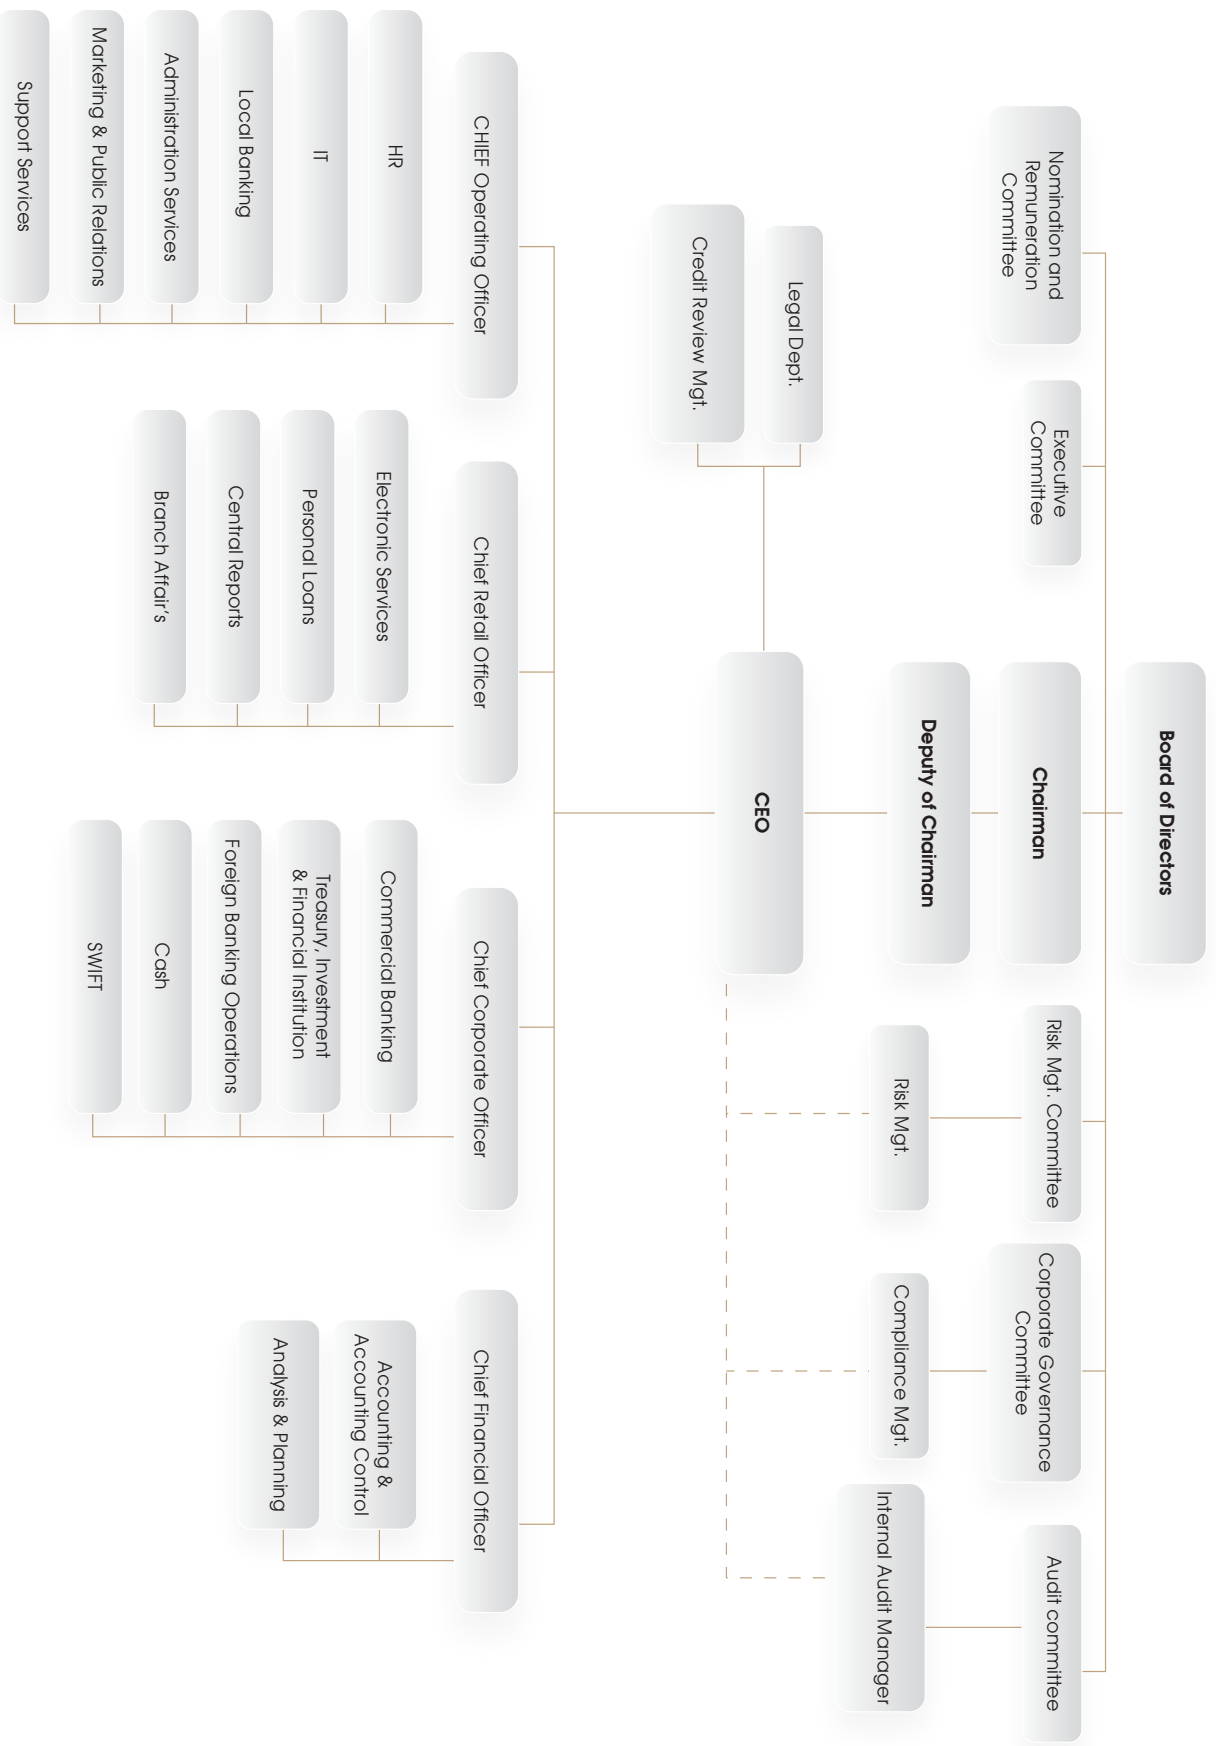 Board of Directors
Nomination and
Remuneration
Committee
Executive
Committee
Chairman
Risk Mgt. Committee
Corporate Governance
Committee
Audit committee
Deputy of Chairman
Risk Mgt.
Compliance Mgt.
Internal Audit Manager
Legal Dept.
Credit Review Mgt.
CEO
CHIEF Operating Officer
HR
IT
Local Banking
Administration Services
Marketing & Public Relations
Support Services
Chief Retail Officer
Electronic Services
Personal Loans
Central Reports
Branch Affair’s
Chief Corporate Officer
Commercial Banking
Treasury, Investment
& Financial Institution
Foreign Banking Operations
Cash
SWIFT
Chief Financial Officer
Accounting &
Accounting Control
Analysis & Planning